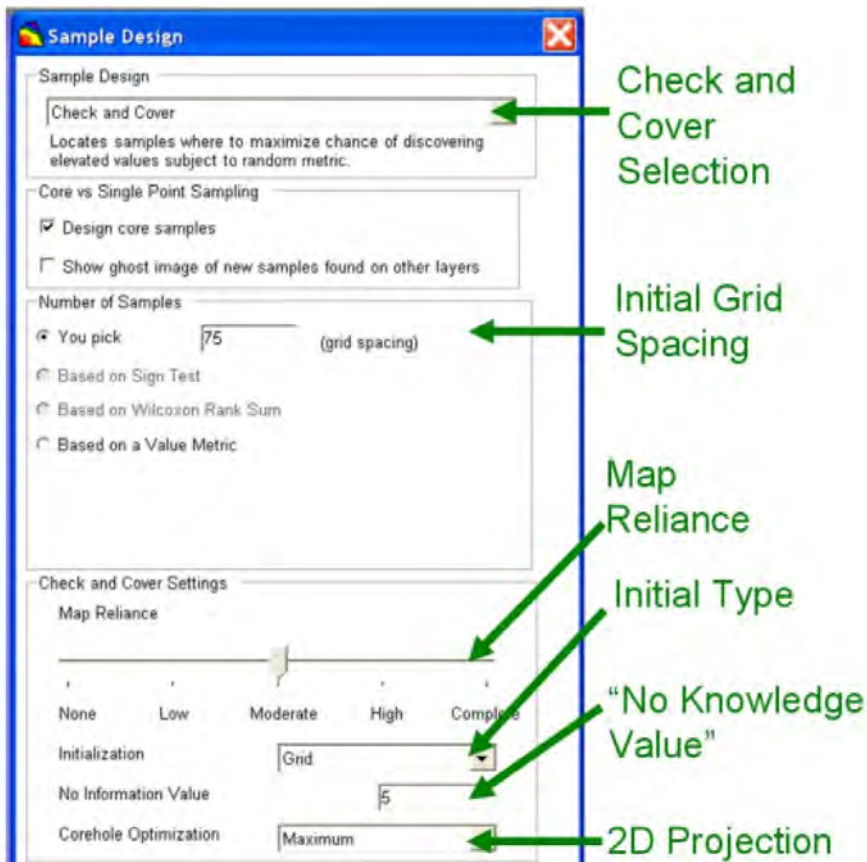 Sample Design
Sample Design
Check and Cover
Locates samples where to maximize chance of discovering
elevated values subject to random metric.
Core vs Single Point Sampling
Design core samples
Show ghost image of new samples found on other layers
Number of Samples
You pick 75 (grid spacing)
Based on Sign Test
Based on Wilcoxon Rank Sum
Based on a Value Metric
Check and Cover Settings
Map Reliance
None Low Moderate High Complete
Initialization Grid
No Information Value 5
Corehole Optimization Maximum
Check and
Cover
Selection
Initial Grid
Spacing
Map
Reliance
Initial Type
“No Knowledge
Value”
2D Projection